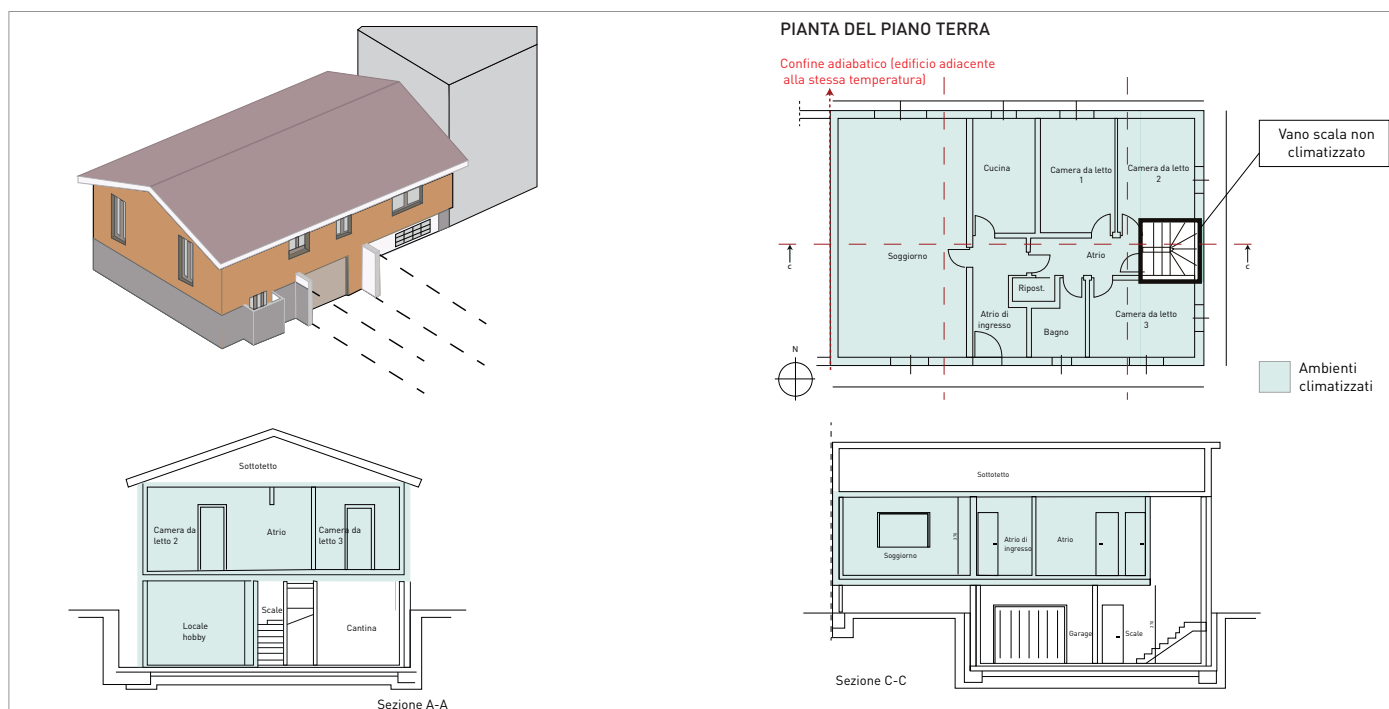 PIANTA DEL PIANO TERRA
Confine adiabatico (edificio adiacente
alla stessa temperatura)
Vano scala non
climatizzato
Cucina
Camera da letto
1
Camera da letto
2
Soggiorno
Atrio
c
c
Ripost.
Atrio di
ingresso
Bagno
Camera da letto
3
N
Ambienti
climatizzati
Sottotetto
Camera da
letto 2
Atrio
Camera da
letto 3
Locale
hobby
Scale
Cantina
Sezione A-A
Sottotetto
Soggiorno
Atrio di
ingresso
Atrio
Garage
Scale
Sezione C-C